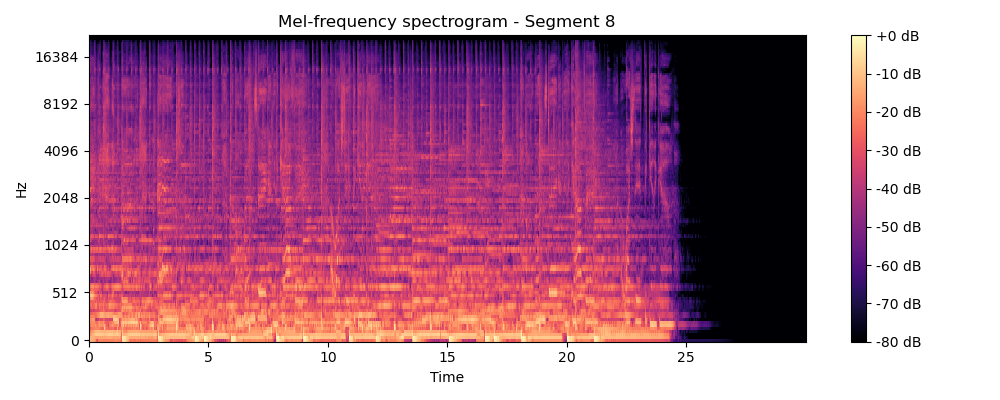 Mel-frequency spectrogram - Segment 8
Hz
16384
8192
4096
2048
1024
512
0
0 5 10 15 20 25
Time
+0 dB
-10 dB
-20 dB
-30 dB
-40 dB
-50 dB
-60 dB
-70 dB
-80 dB